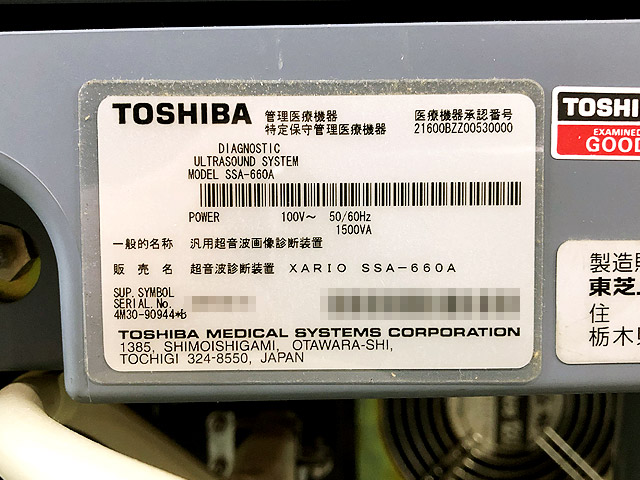 TOSHIBA
管理医療機器
特定保守管理医療機器
医療機器承認番号
21600BZZ00530000
DIAGNOSTIC
ULTRASOUND SYSTEM
MODEL SSA-660A
POWER 100V～ 50/60Hz
1500VA
一般的名称 汎用超音波画像診断装置
販売名 超音波診断装置 XARIO SSA-660A
SUP.SYMBOL
SERIAL.No.
4M30-90944*b
TOSHIBA MEDICAL SYSTEMS CORPORATION
1385, SHIMOISHIGAMI, OTAWARA-SHI,
TOCHIGI 324-8550, JAPAN
TOSHI
EXAMINED
GOOD
製造
東芝
住
栃木県